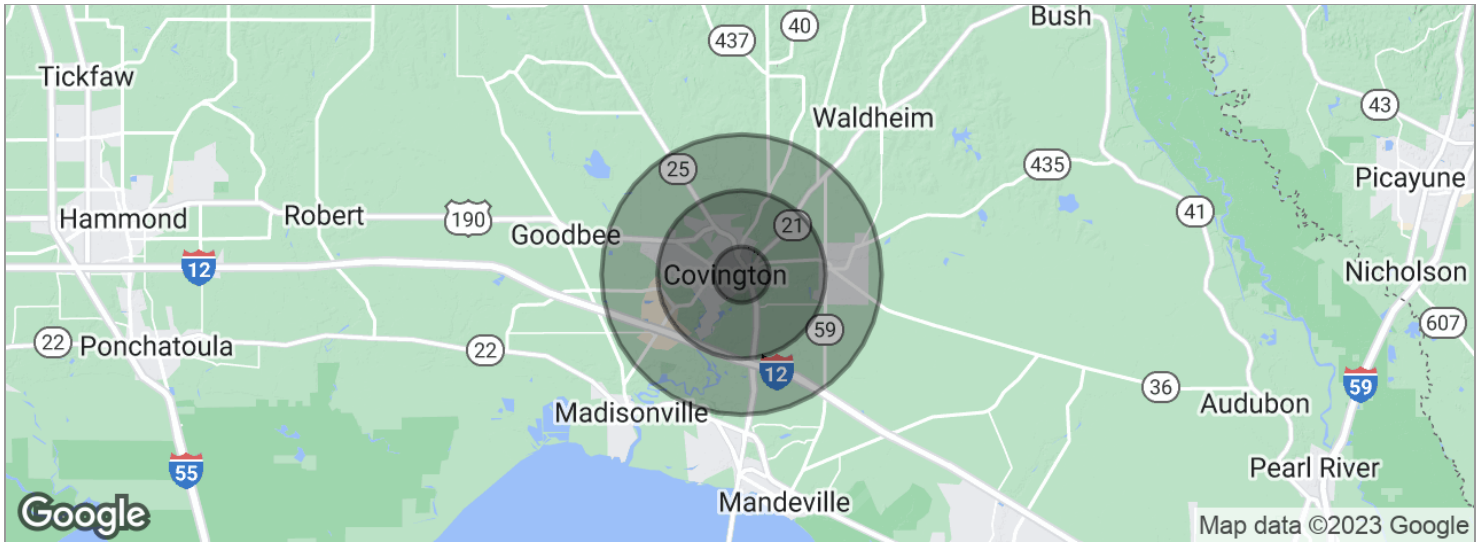 Bush
40
437
Tickfaw
43
Waldheim
25
435
Picayune
41
Hammond
Robert
190
21
Goodbee
12
Covington
Nicholson
607
59
22
Ponchatoula
22
12
59
36
Audubon
Madisonville
55
Pearl River
Mandeville
Google
Map data ©2023 Google